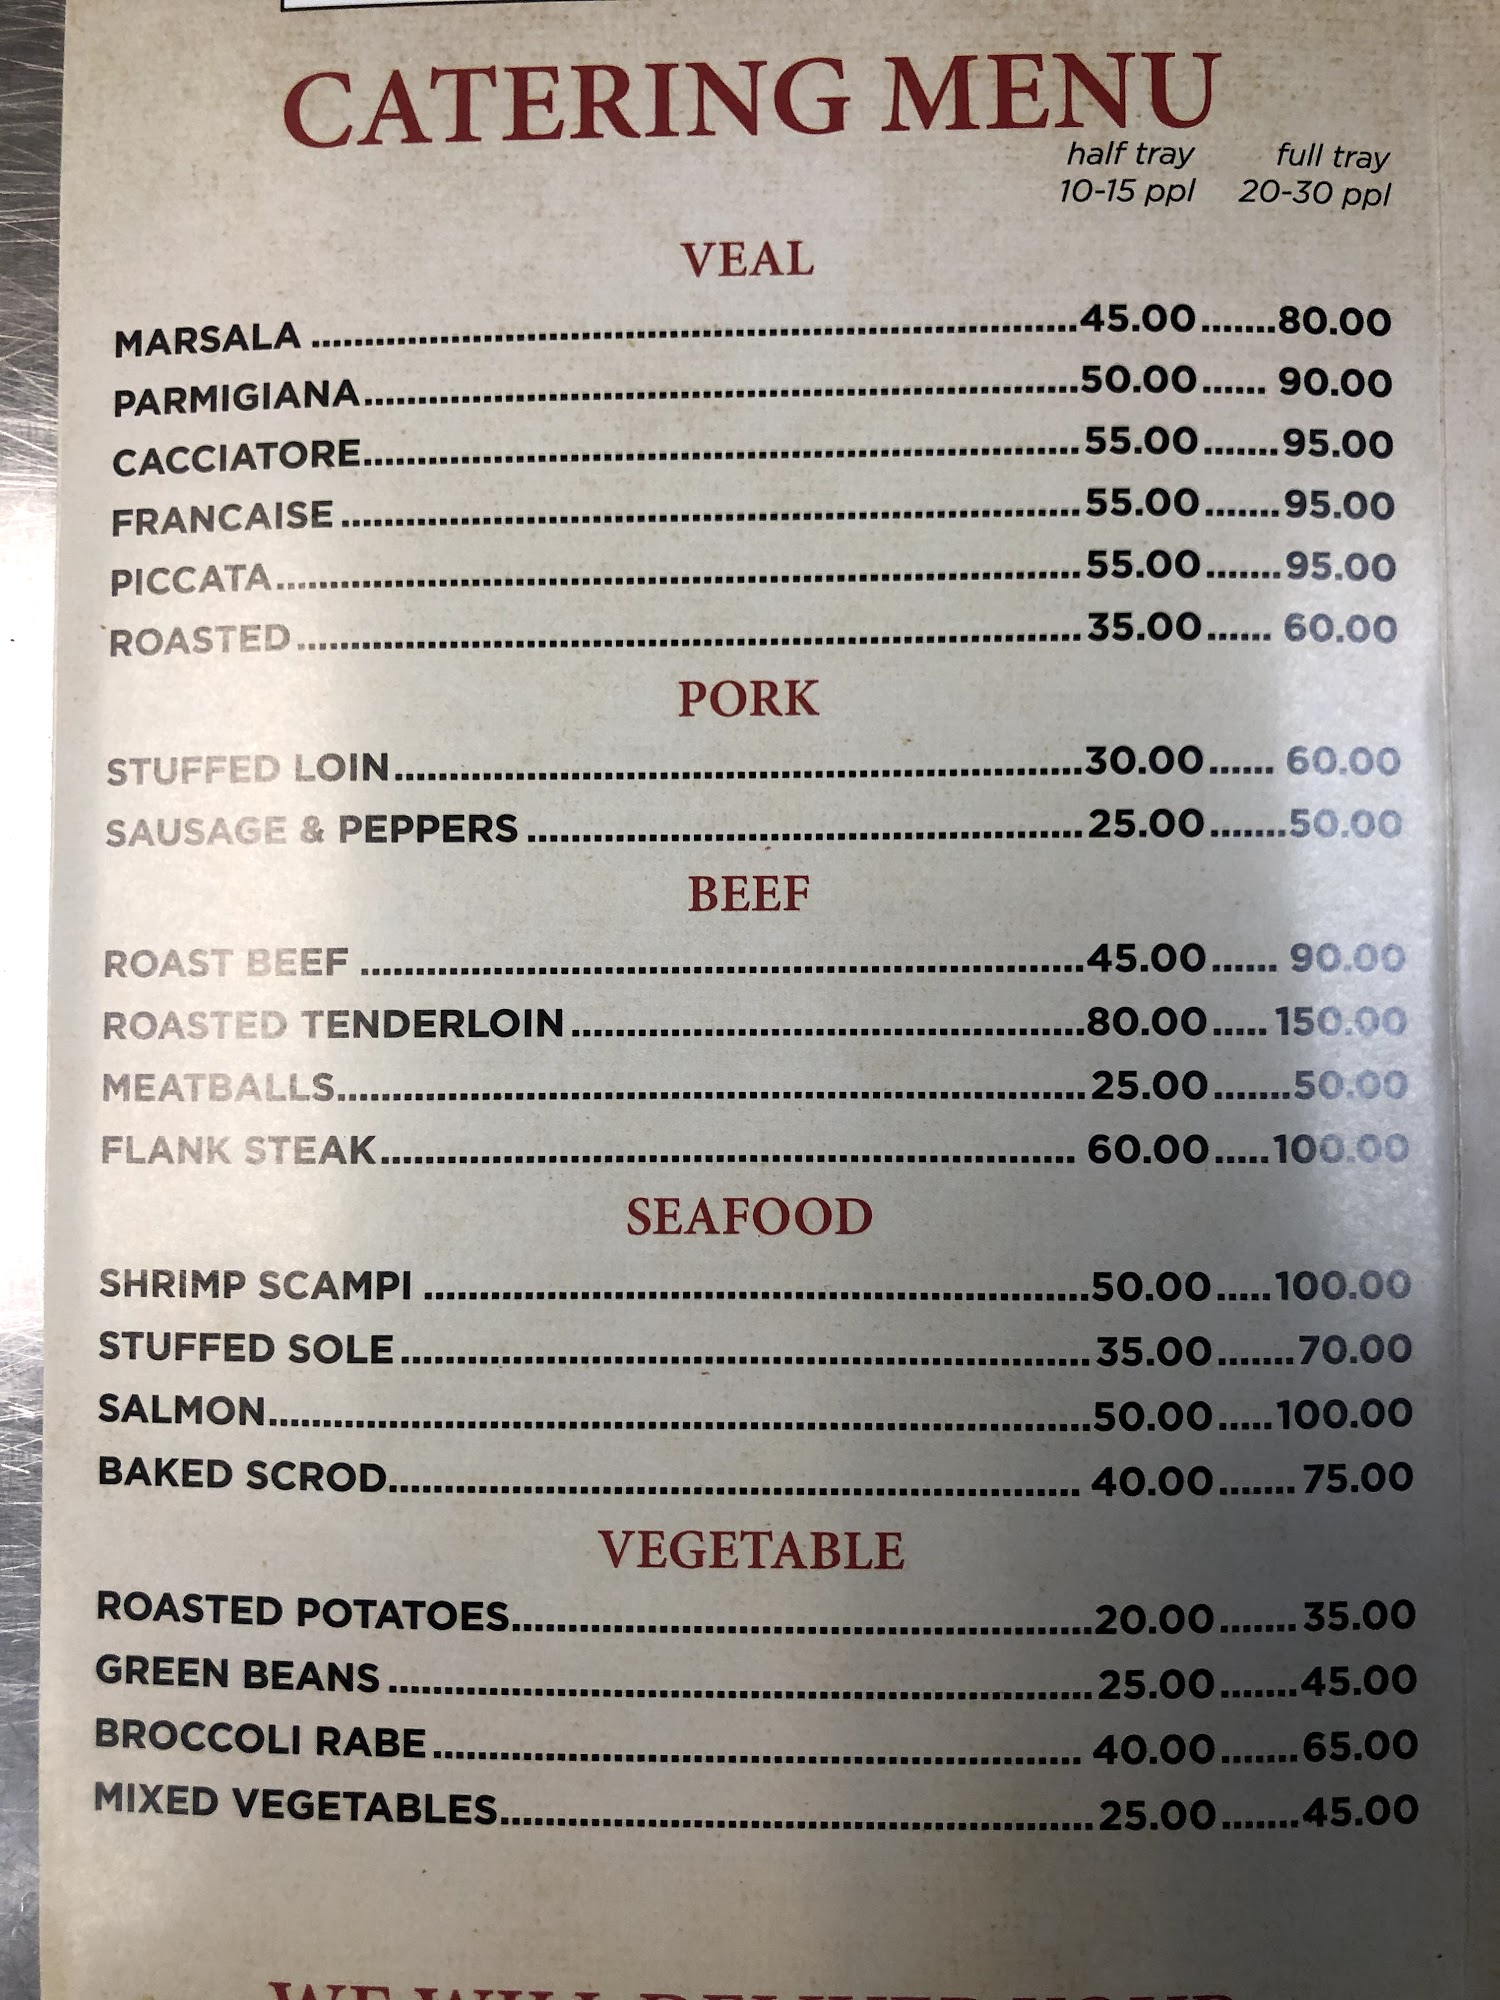 CATERING MENU
half tray full tray
10-15 ppl 20-30 ppl
VEAL
MARSALA ........45.00.......80.00
PARMIGIANA........50.00...... 90.00
CACCIATORE........55.00.......95.00
FRANCAISE ........55.00.......95.00
PICCATA........55.00.......95.00
ROASTED........35.00...... 60.00
PORK
STUFFED LOIN........30.00...... 60.00
SAUSAGE & PEPPERS ........25.00.......50.00
BEEF
ROAST BEEF ........45.00...... 90.00
ROASTED TENDERLOIN........80.00.....150.00
MEATBALLS........25.00.......50.00
FLANK STEAK........ 60.00.....100.00
SEAFOOD
SHRIMP SCAMPI ........50.00.....100.00
STUFFED SOLE........35.00.......70.00
SALMON........50.00.....100.00
BAKED SCROD........ 40.00.......75.00
VEGETABLE
ROASTED POTATOES........20.00.......35.00
GREEN BEANS ........25.00.......45.00
BROCCOLI RABE........ 40.00.......65.00
MIXED VEGETABLES........25.00.......45.00
WE WILL DELIVER YOUR